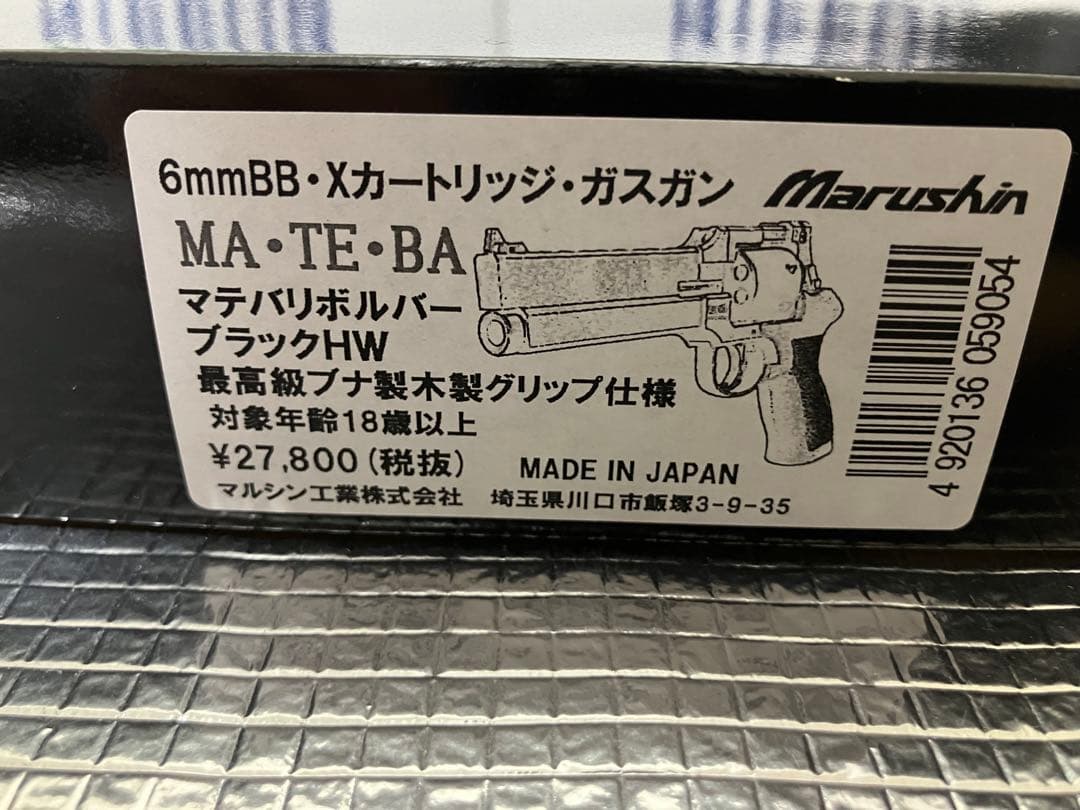 6mmBB・Xカートリッジ・ガスガン Marushin
MA・TE・BA
マテバリボルバー
ブラックHW
最高級ブナ製木製グリップ仕様
対象年齢18歳以上
¥27,800(税抜) MADE IN JAPAN
マルシン工業株式会社 埼玉県川口市飯塚3-9-35
4 920136 059054